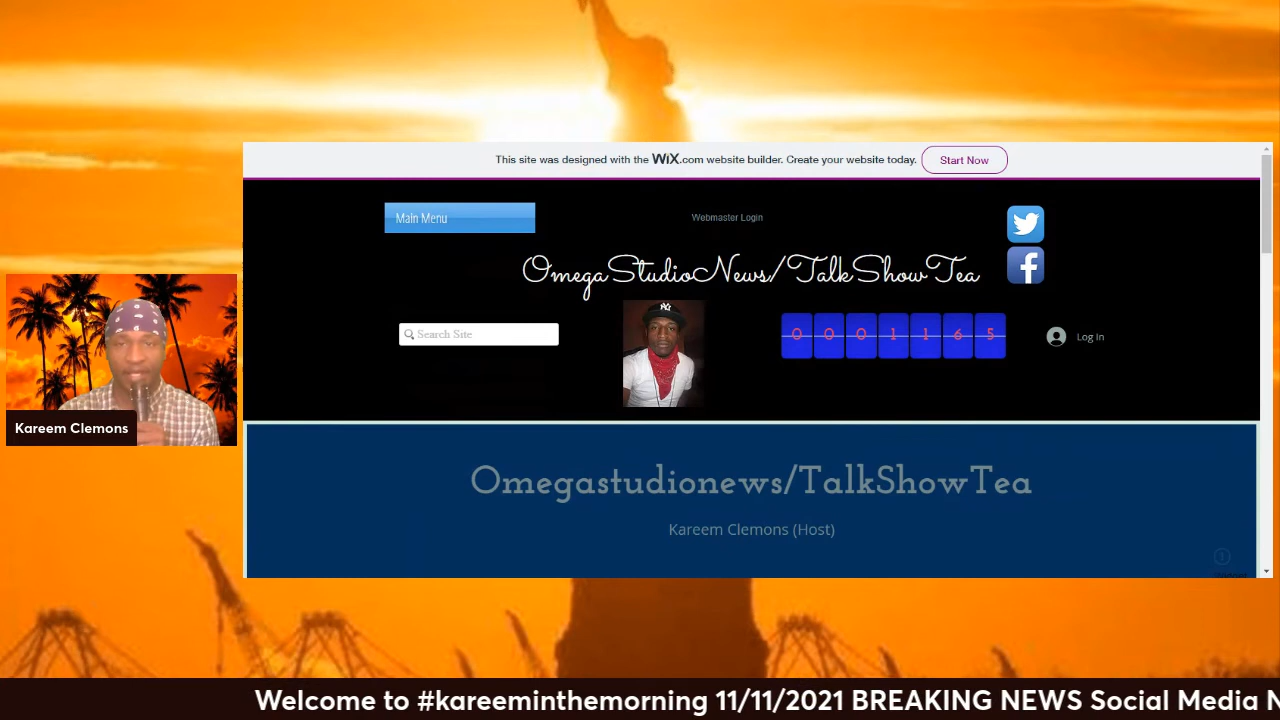 This site was designed with the WiX.com website builder. Create your website today. Start Now
Main Menu
Webmaster Login
OmegaStudioNews/TalkShowTea
Search Site
0 0 0 1 1 6 5
Log In
Kareem Clemons
Omegastudionews/TalkShowTea
Kareem Clemons (Host)
Welcome to #kareeminthemorning 11/11/2021 BREAKING NEWS Social Media